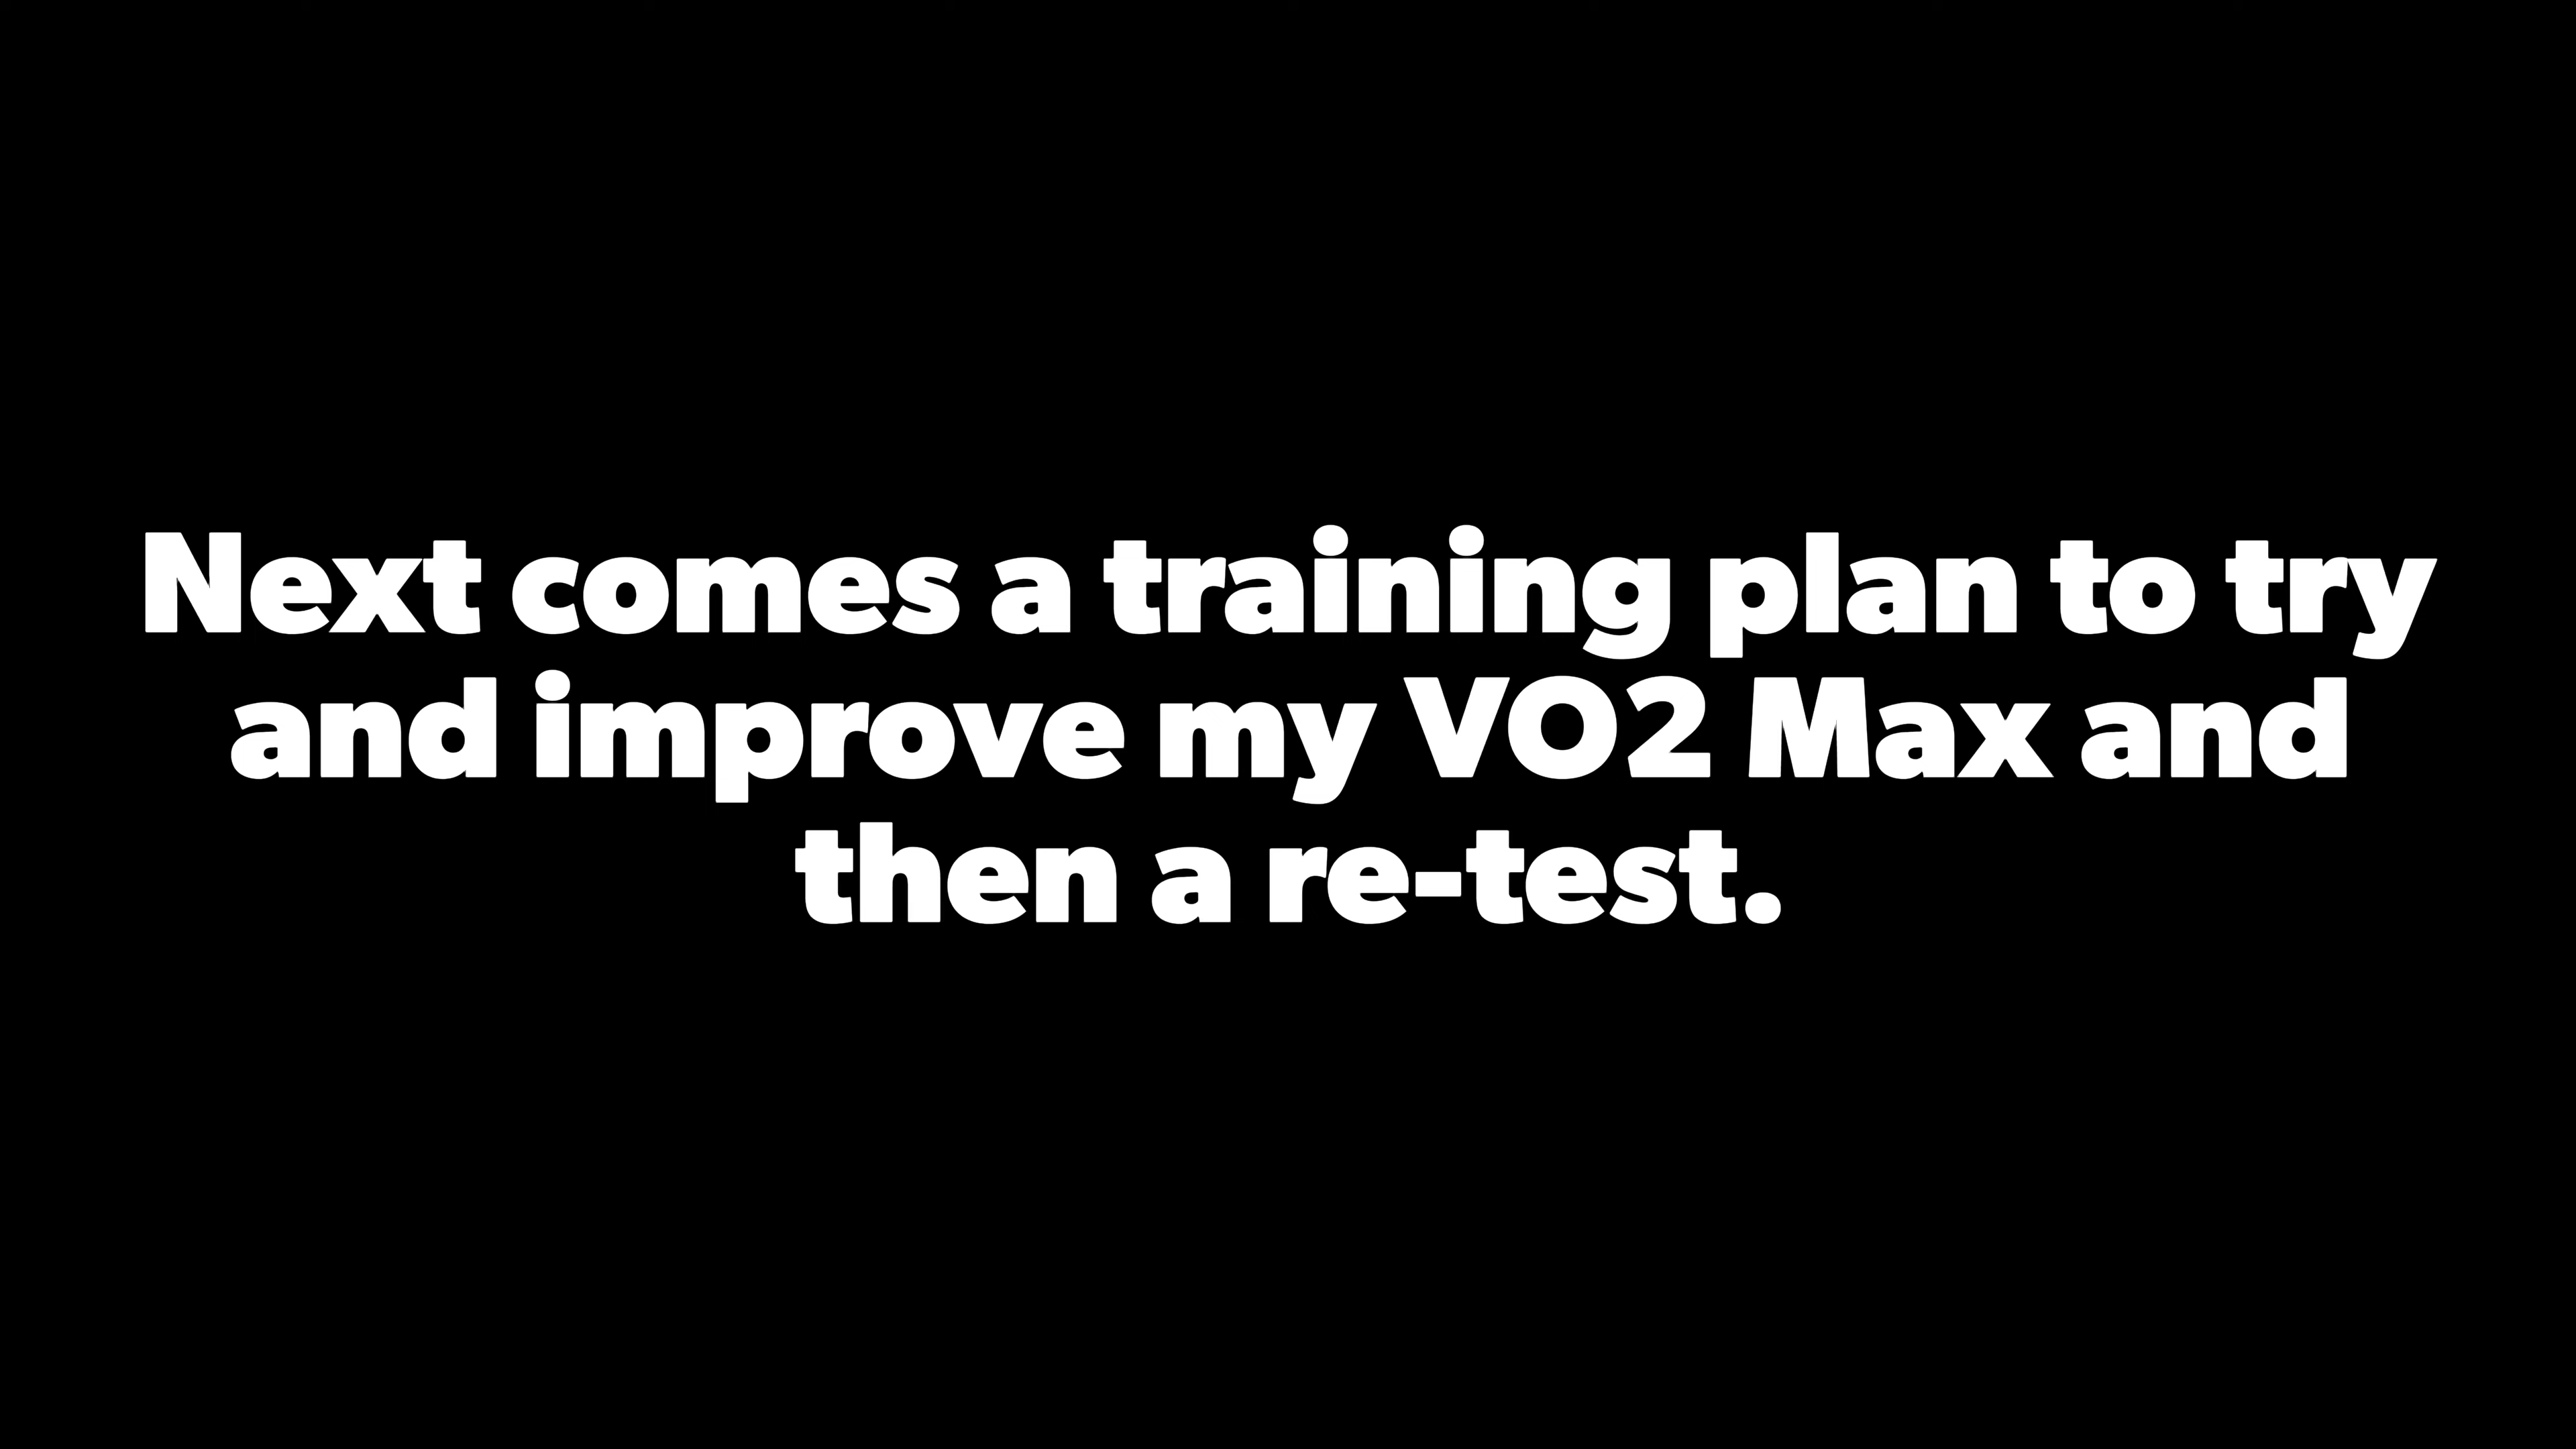 Next comes a training plan to try
and improve my VO2 Max and
then a re-test.